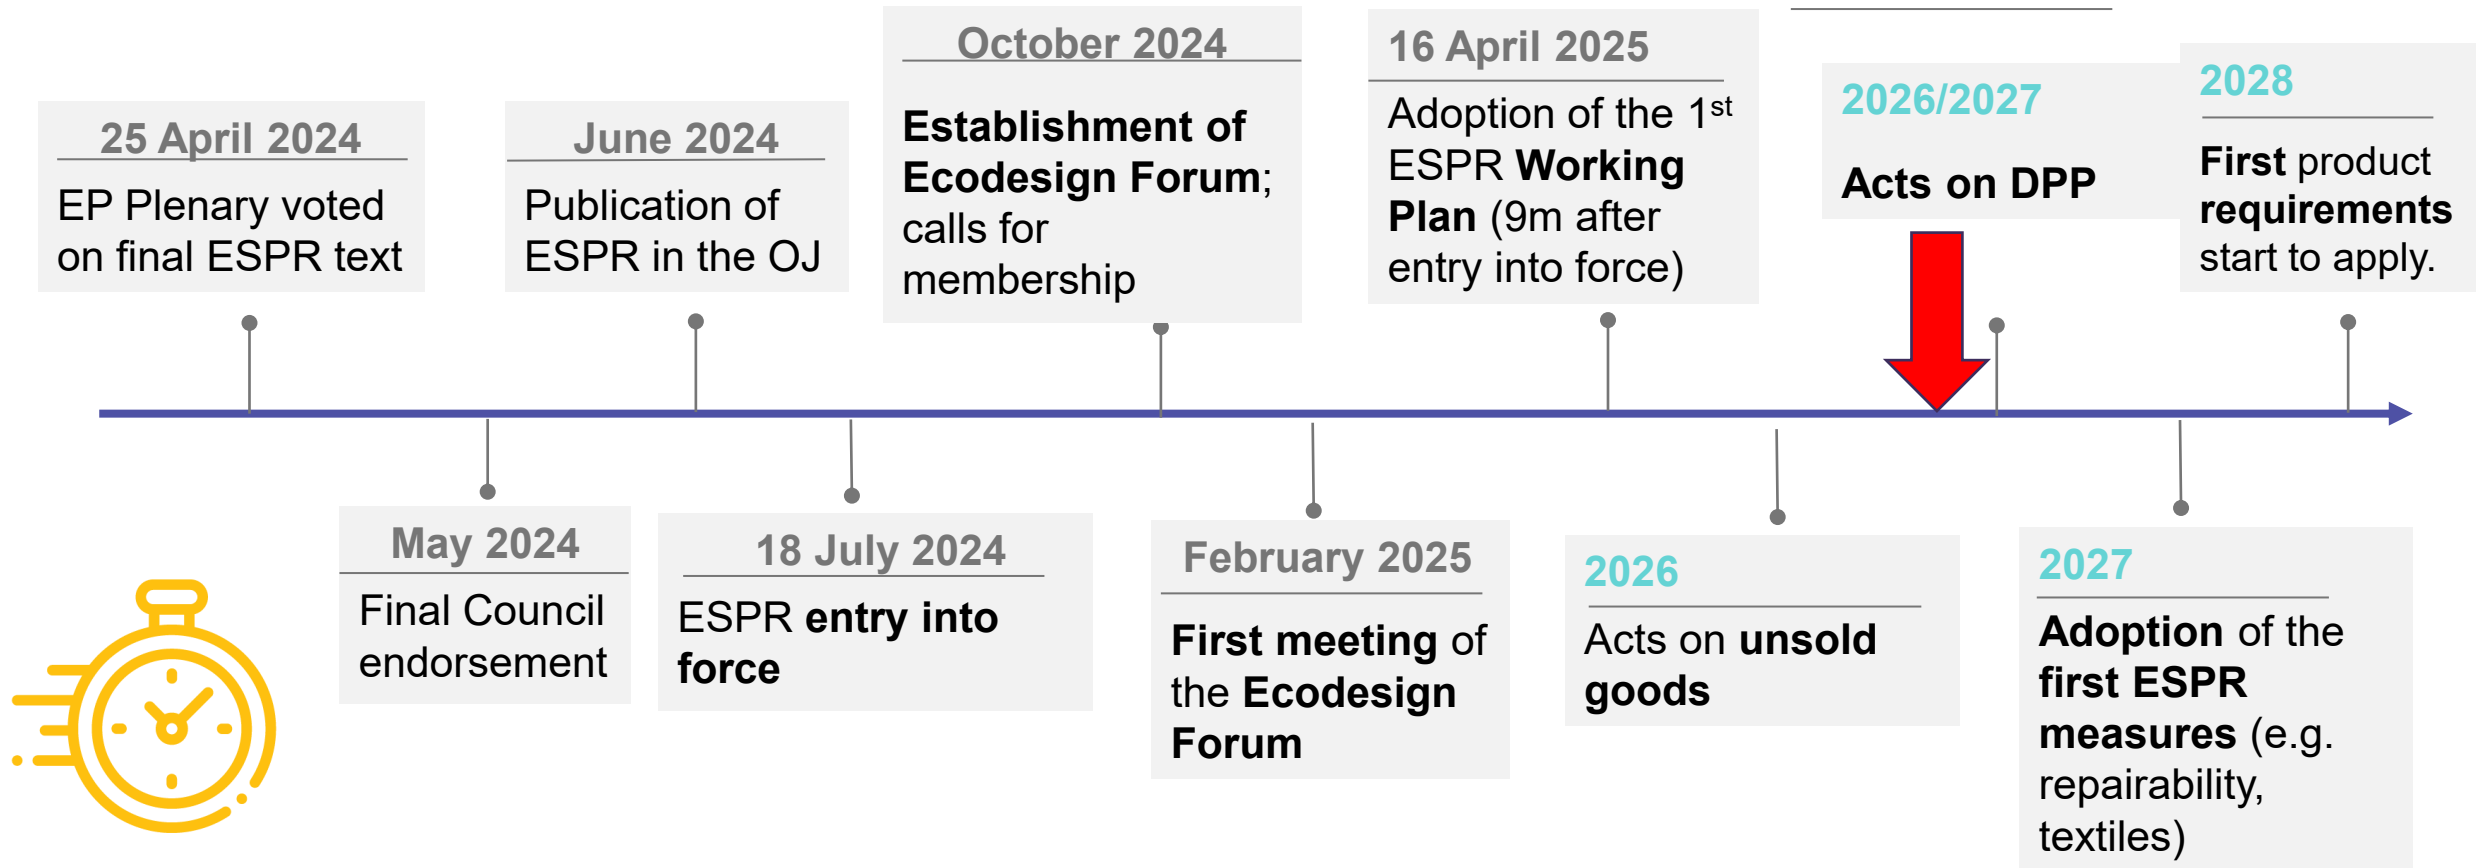 25 April 2024
EP Plenary voted
on final ESPR text
June 2024
Publication of
ESPR in the OJ
October 2024
Establishment of
Ecodesign Forum;
calls for
membership
16 April 2025
Adoption of the 1st
ESPR Working
Plan (9m after
entry into force)
2026/2027
Acts on DPP
2028
First product
requirements
start to apply.
May 2024
Final Council
endorsement
18 July 2024
ESPR entry into
force
February 2025
First meeting of
the Ecodesign
Forum
2026
Acts on unsold
goods
2027
Adoption of the
first ESPR
measures (e.g.
repairability,
textiles)